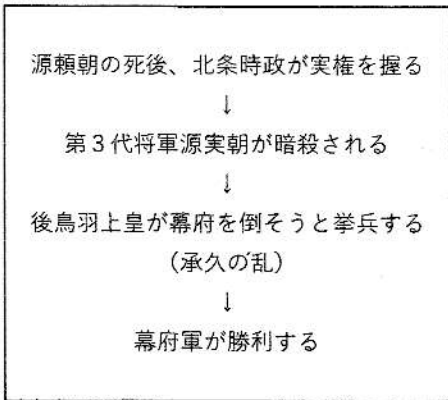 源頼朝の死後、北条時政が実権を握る
↓
第3代将軍源実朝が暗殺される
↓
後鳥羽上皇が幕府を倒そうと挙兵する
(承久の乱)
↓
幕府軍が勝利する